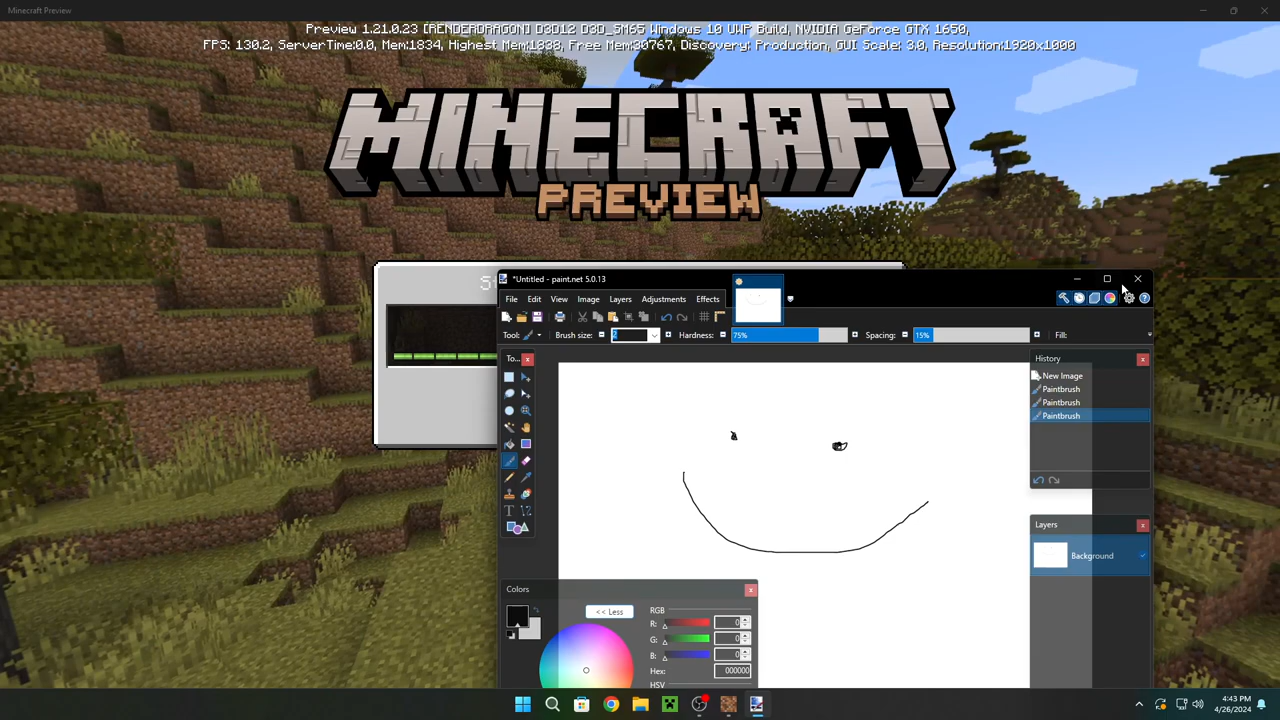 Minecraft Preview
Preview 1.21.0.23 [RENDERDRAGON] D3D12 D3D_SM65 Windows 10 UWP Build, NVIDIA GeForce GTX 1650,
FPS: 130.2, ServerTime:0.0, Mem:1834, Highest Mem:1838, Free Mem:30767, Discovery: Production, GUI Scale: 3.0, Resolution:1920x1000
MINECRAFT
PREVIEW
*Untitled - paint.net 5.0.13
File Edit View Image Layers Adjustments Effects
Tool: Brush size: 2 Hardness: 75% Spacing: 15% Fill:
To...
History
New Image
Paintbrush
Paintbrush
Paintbrush
Layers
Background
Colors
<< Less
RGB
R: 0
G: 0
B: 0
Hex: 000000
HSV
4:43 PM
4/26/2024